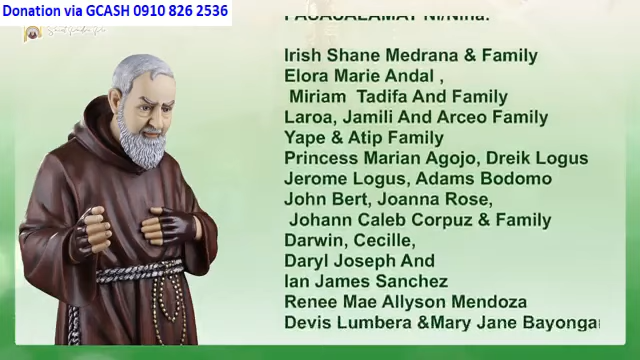 Donation via GCASH 0910 826 2536
Irish Shane Medrana & Family
Elora Marie Andal ,
Miriam Tadifa And Family
Laroa, Jamili And Arceo Family
Yape & Atip Family
Princess Marian Agojo, Dreik Logus
Jerome Logus, Adams Bodomo
John Bert, Joanna Rose,
Johann Caleb Corpuz & Family
Darwin, Cecille,
Daryl Joseph And
Ian James Sanchez
Renee Mae Allyson Mendoza
Devis Lumbera &Mary Jane